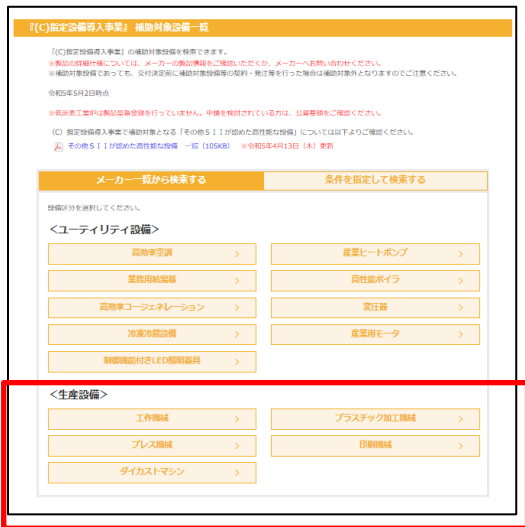 『(C)指定設備導入事業』 補助対象設備一覧
『(C)指定設備導入事業』の補助対象設備を検索できます。
※製品の詳細仕様については、メーカーの製品情報をご確認いただくか、メーカーへお問い合わせください。
※補助対象設備であっても、交付決定前に補助対象設備等の契約・発注等を行った場合は補助対象外となりますのでご注意ください。
令和5年5月2日時点
※低炭素工業炉は製品型番登録を行っていません。申請を検討されている方は、公募要領をご確認ください。
(C) 指定設備導入事業で補助対象となる「その他SIIが認めた高性能な設備」については以下よりご確認ください。
その他SIIが認めた高性能な設備 一覧 (105KB) ※令和5年4月13日(木)更新
メーカー一覧から検索する 条件を指定して検索する
設備区分を選択してください。
<ユーティリティ設備>
高効率空調 > 産業ヒートポンプ >
業務用給湯器 > 高性能ボイラ >
高効率コージェネレーション > 変圧器 >
冷凍冷蔵設備 > 産業用モータ >
制御機能付きLED照明器具 >
<生産設備>
工作機械 > プラスチック加工機械 >
プレス機械 > 印刷機械 >
ダイカストマシン >